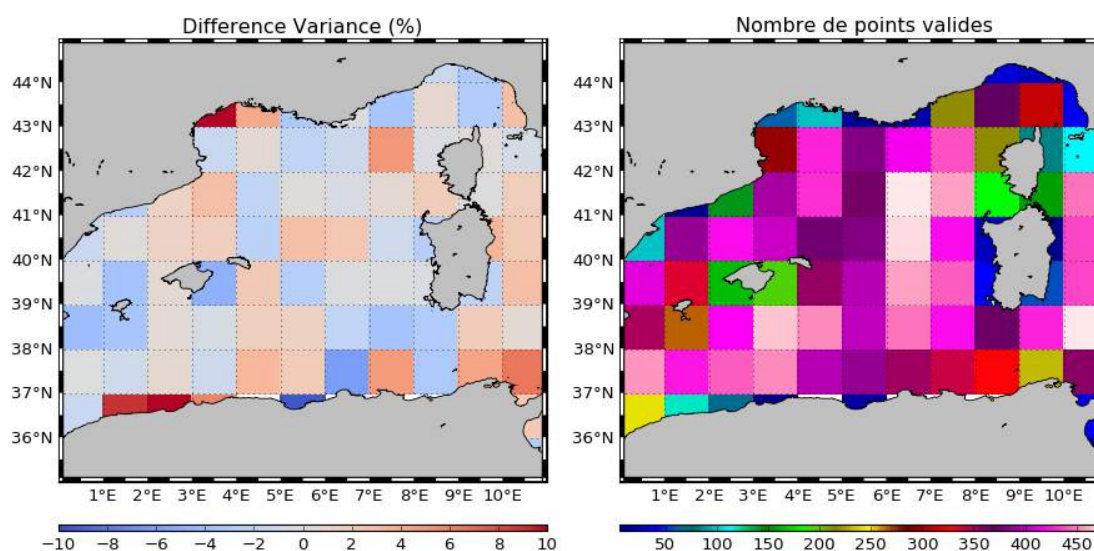 Difference Variance (%)
Nombre de points valides
44°N
43°N
42°N
41°N
40°N
39°N
38°N
37°N
36°N
1°E 2°E 3°E 4°E 5°E 6°E 7°E 8°E 9°E 10°E
−10 −8 −6 −4 −2 0 2 4 6 8 10
44°N
43°N
42°N
41°N
40°N
39°N
38°N
37°N
36°N
1°E 2°E 3°E 4°E 5°E 6°E 7°E 8°E 9°E 10°E
50 100 150 200 250 300 350 400 450